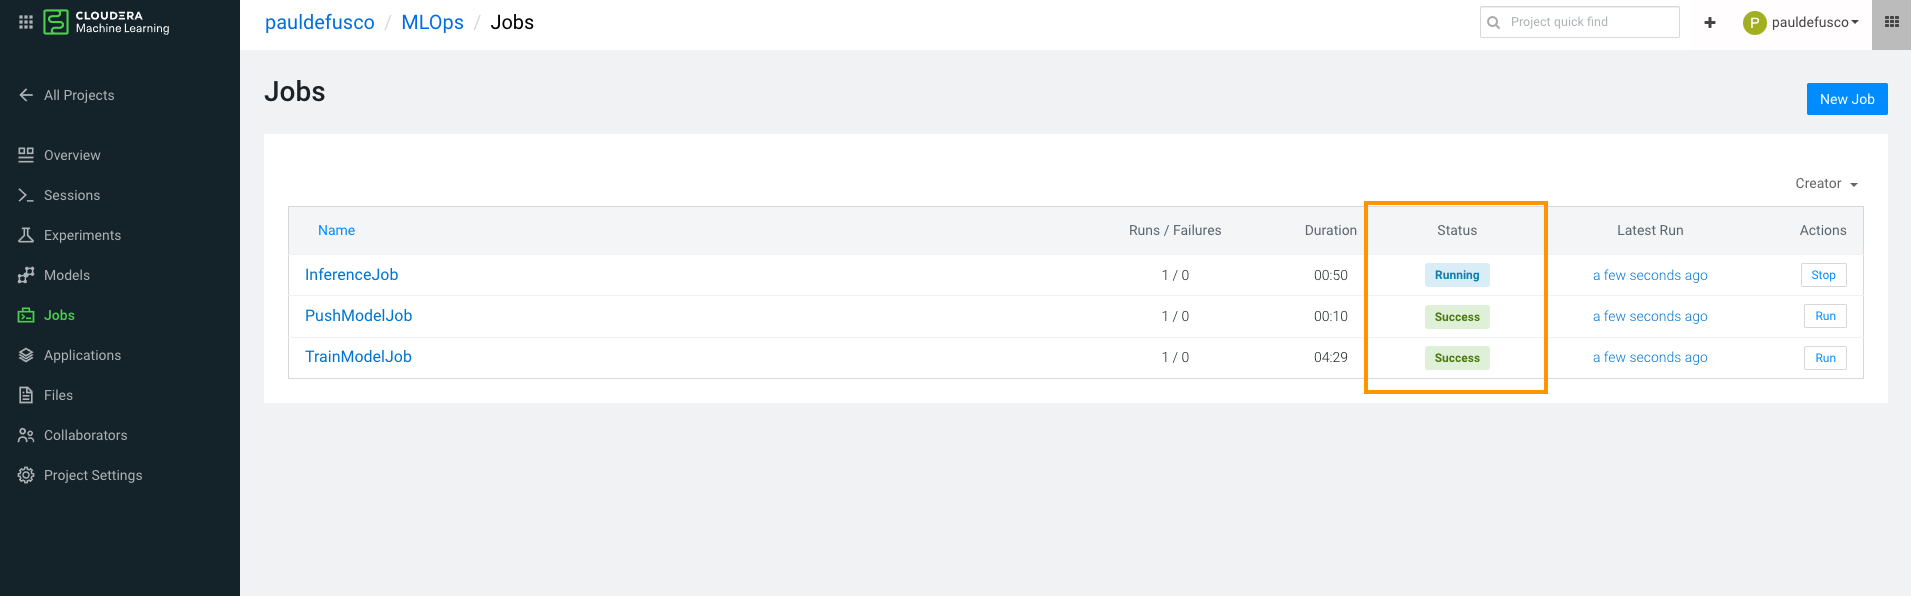 CLOUDERA
Machine Learning
pauldefusco / MLOps / Jobs
Project quick find
P pauldefusco
All Projects
Overview
Sessions
Experiments
Models
Jobs
Applications
Files
Collaborators
Project Settings
Jobs
New Job
Creator
Name Runs / Failures Duration Status Latest Run Actions
InferenceJob 1 / 0 00:50 Running a few seconds ago Stop
PushModelJob 1 / 0 00:10 Success a few seconds ago Run
TrainModelJob 1 / 0 04:29 Success a few seconds ago Run